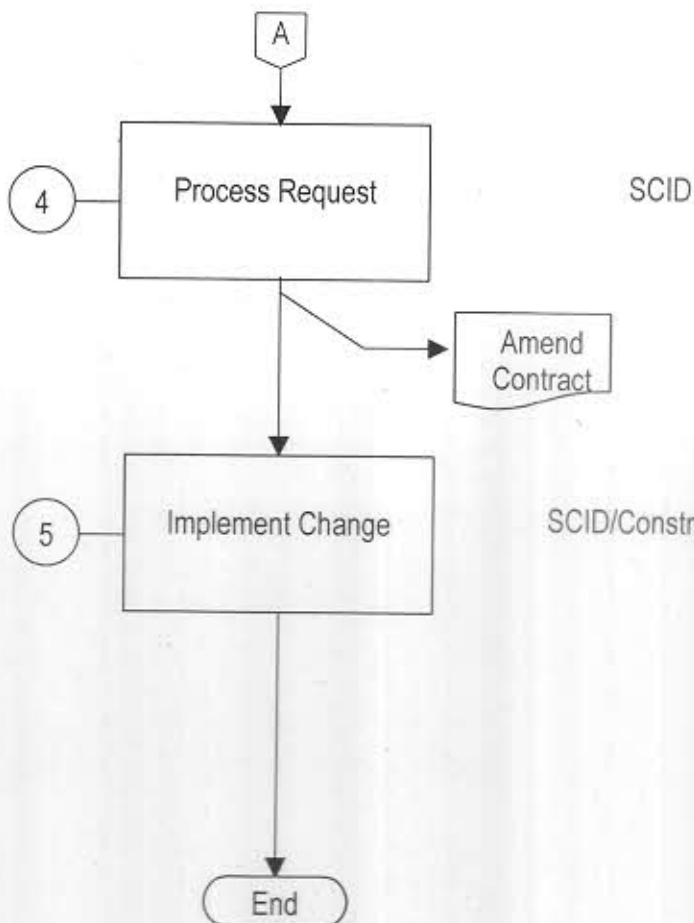 A
4
Process Request
SCID
Amend
Contract
5
Implement Change
SCID/Constr
End